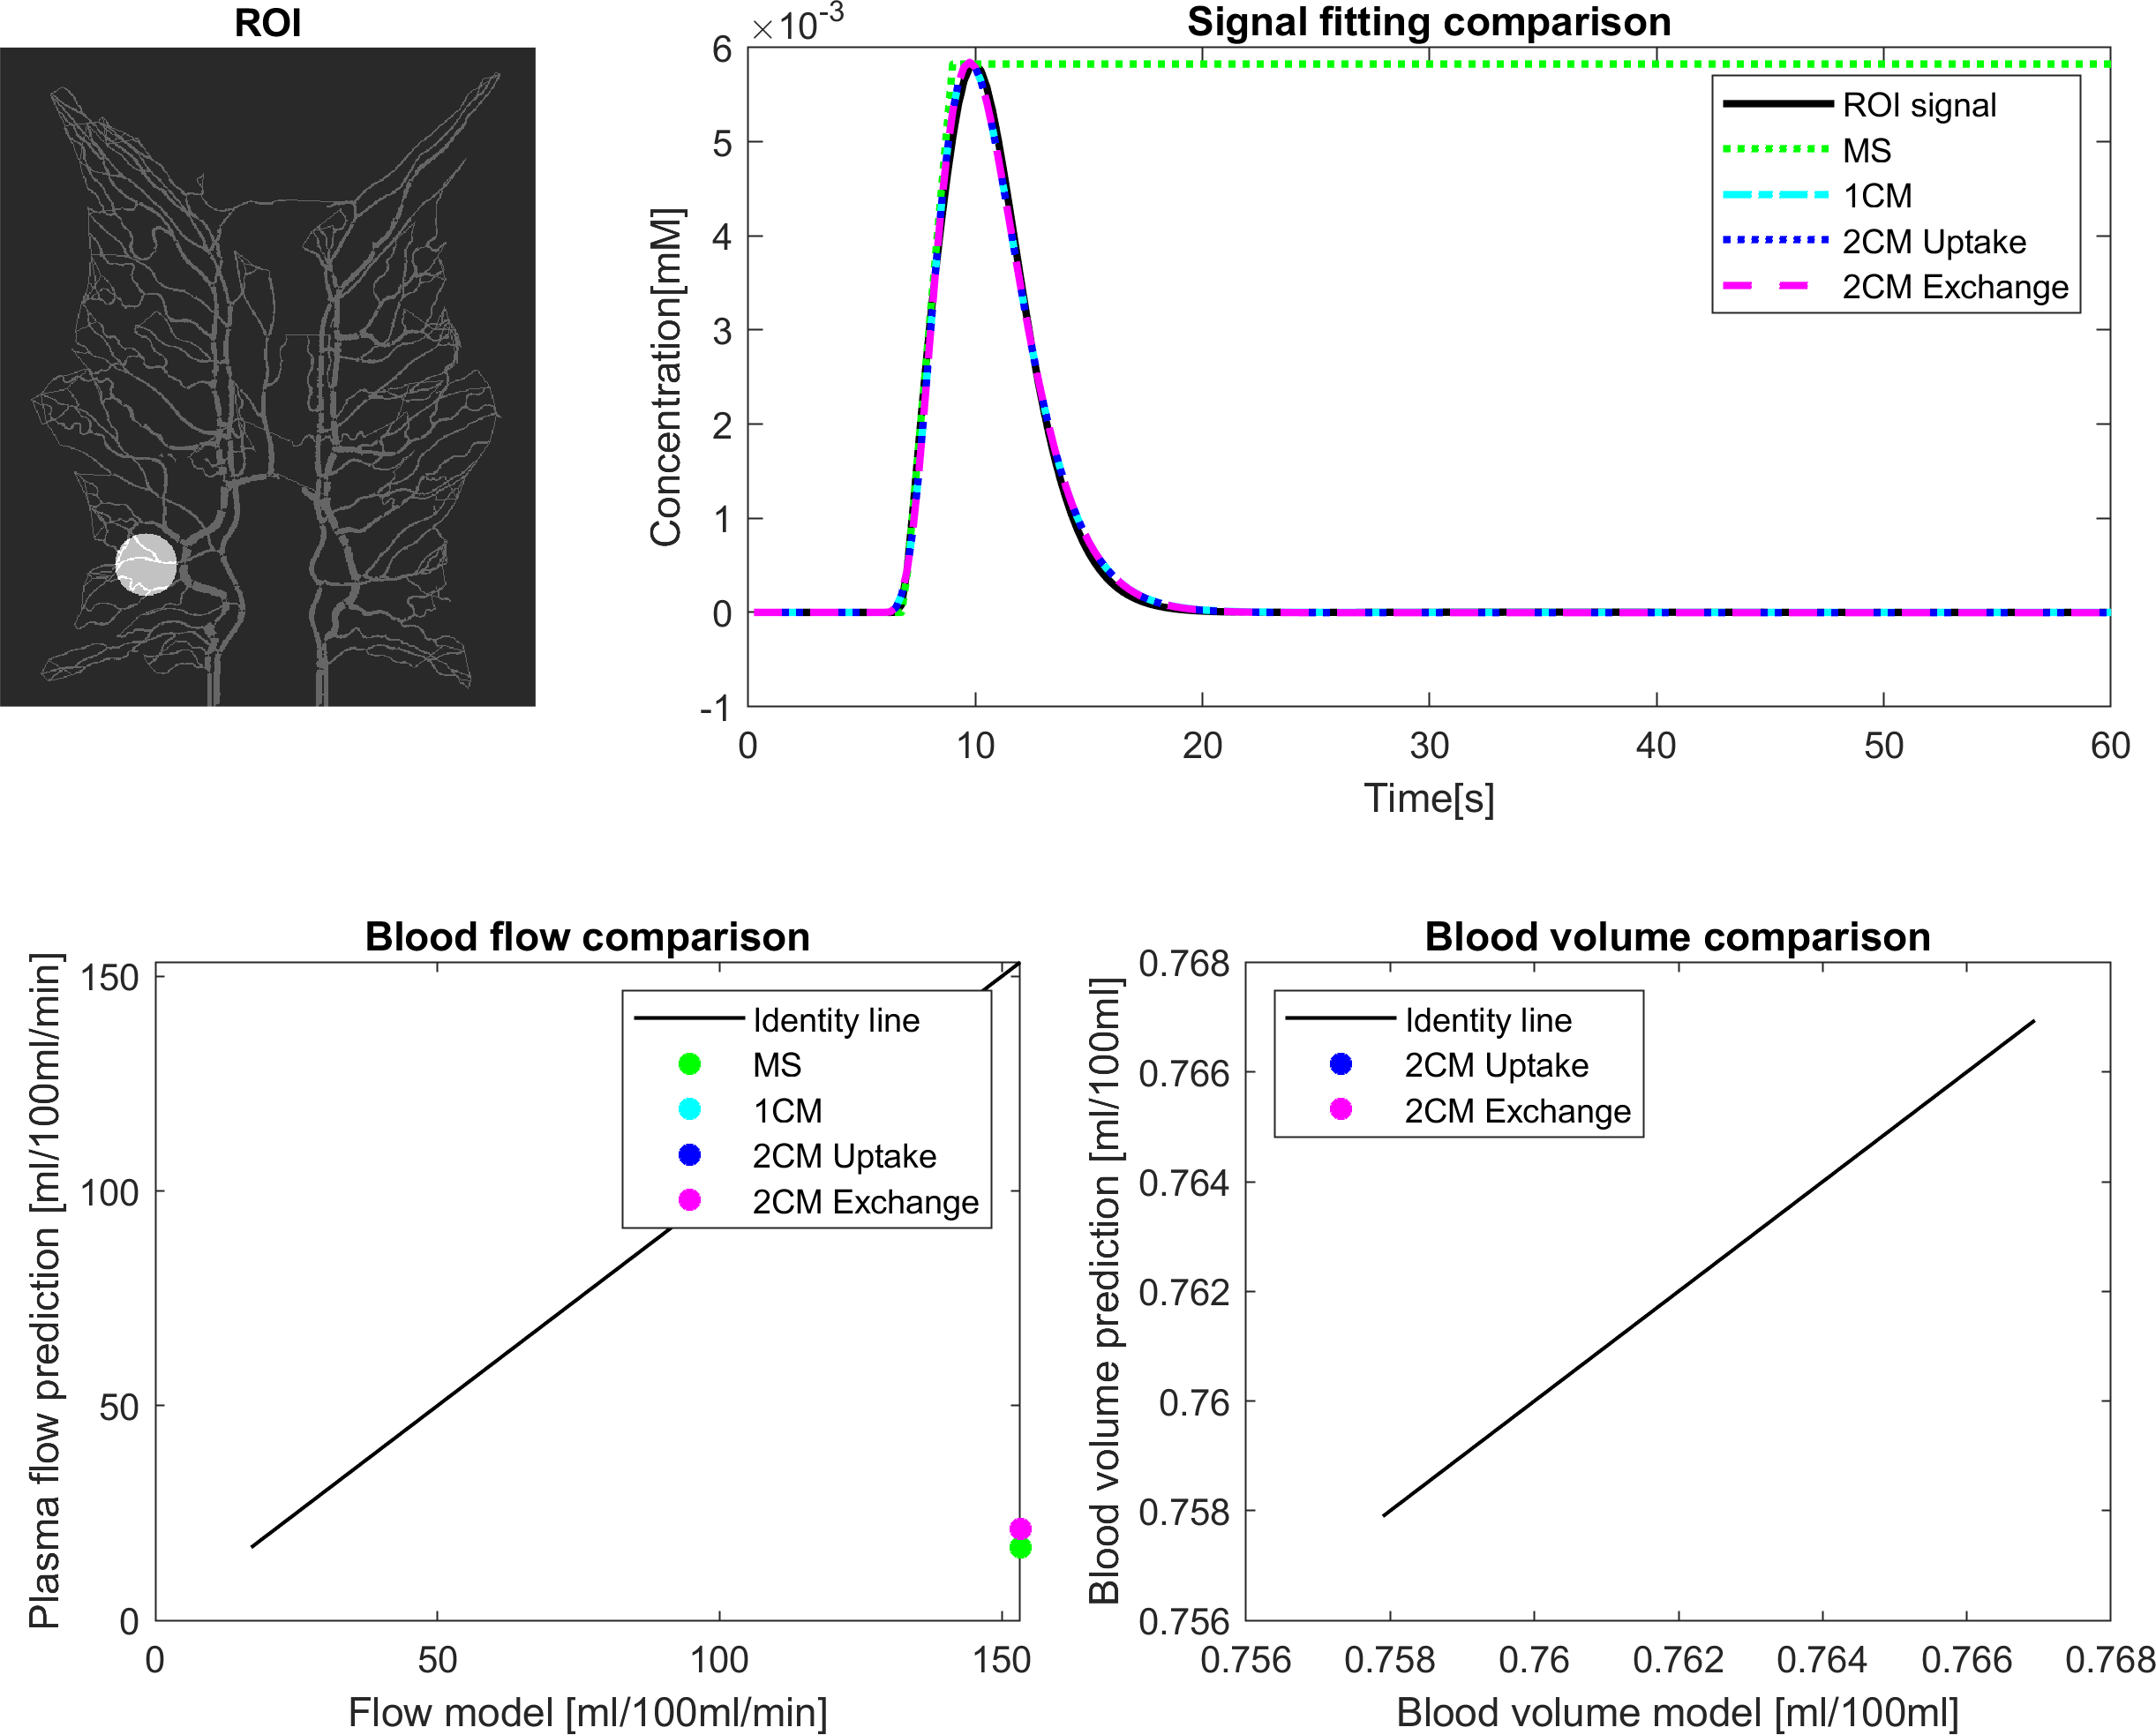 ROI
Signal fitting comparison
×10-3
6
5
4
3
2
1
0
-1
Concentration[mM]
0 10 20 30 40 50 60
Time[s]
ROI signal
MS
1CM
2CM Uptake
2CM Exchange
Blood flow comparison
150
100
50
0
Plasma flow prediction [ml/100ml/min]
0 50 100 150
Flow model [ml/100ml/min]
Identity line
MS
1CM
2CM Uptake
2CM Exchange
Blood volume comparison
0.768
0.766
0.764
0.762
0.76
0.758
0.756
Blood volume prediction [ml/100ml]
0.756 0.758 0.76 0.762 0.764 0.766 0.768
Blood volume model [ml/100ml]
Identity line
2CM Uptake
2CM Exchange